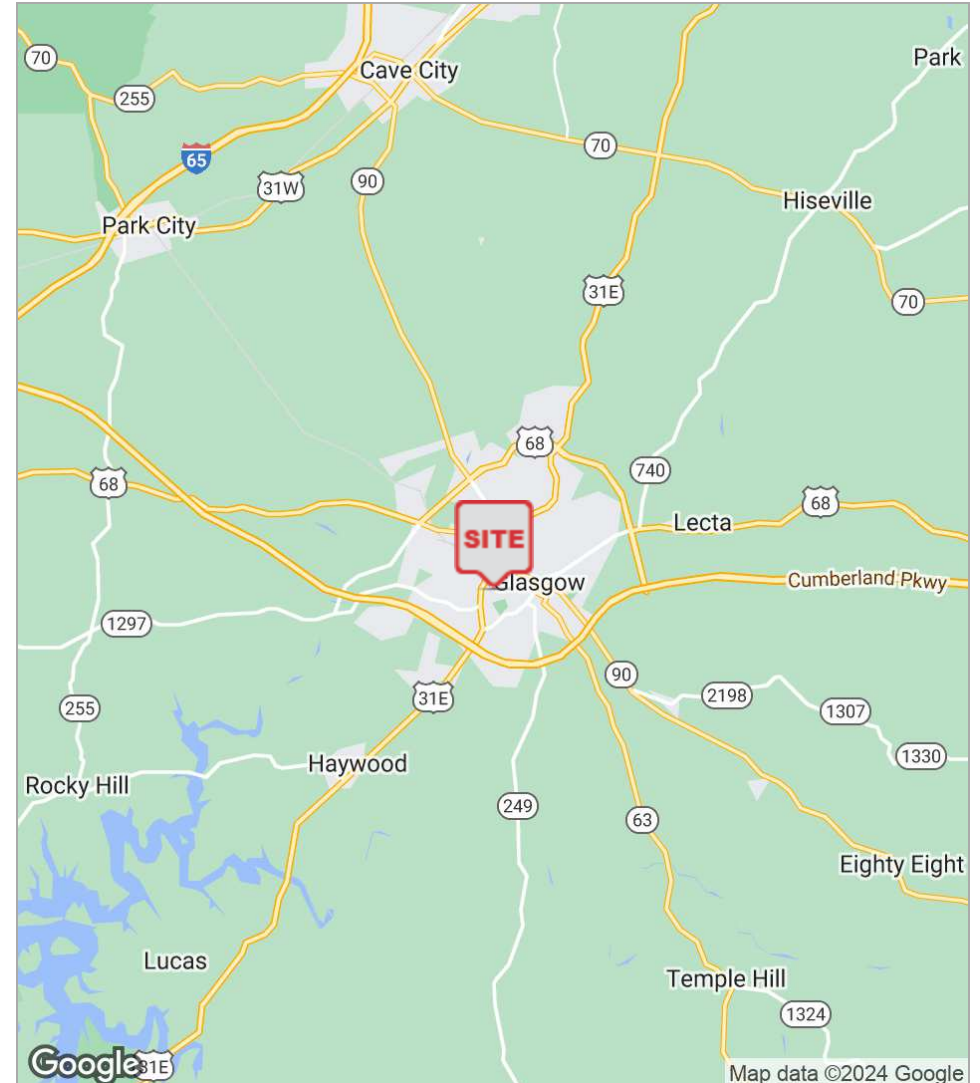 70
Park
Cave City
255
70
65
31W
90
Hiseville
Park City
31E
70
68
740
68
68
Lecta
SITE
Glasgow
Cumberland Pkwy
1297
90
2198
31E
255
1307
1330
Haywood
Rocky Hill
249
63
Eighty Eight
Lucas
Temple Hill
1324
Google
31E
Map data ©2024 Google